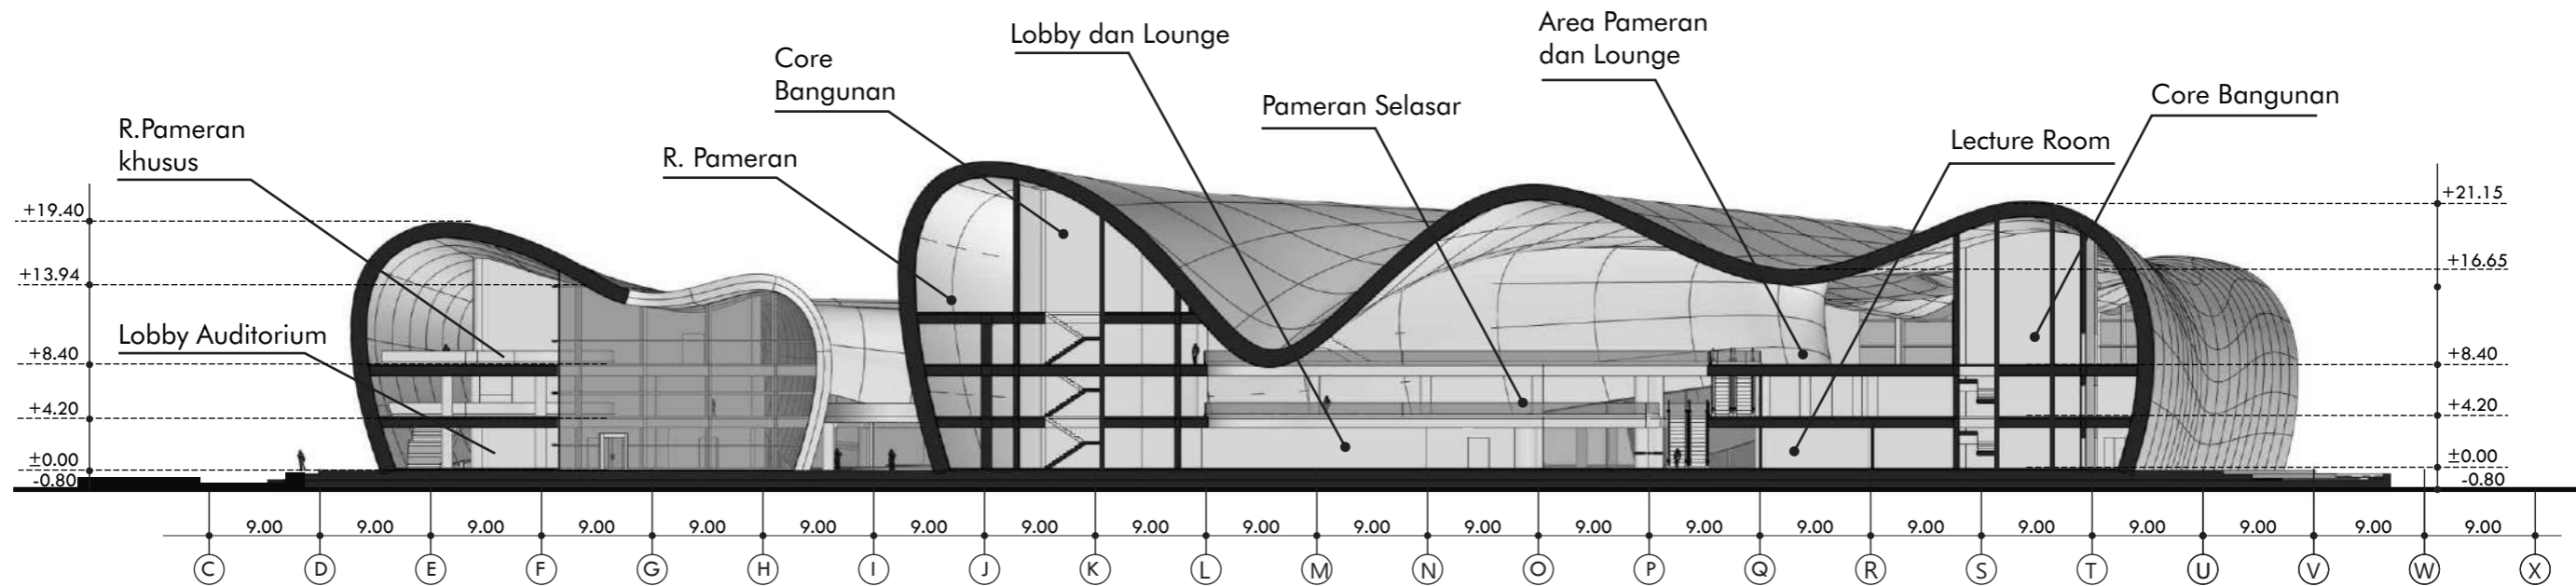 Area Pameran
dan Lounge
Lobby dan Lounge
Core
Bangunan
Core Bangunan
Pameran Selasar
R.Pameran
khusus
Lecture Room
R. Pameran
+19.40
+21.15
+13.94
+16.65
Lobby Auditorium
+8.40
+8.40
+4.20
+4.20
±0.00
±0.00
-0.80
-0.80
9.00 9.00 9.00 9.00 9.00 9.00 9.00 9.00 9.00 9.00 9.00 9.00 9.00 9.00 9.00 9.00 9.00 9.00 9.00 9.00 9.00
C D E F G H I J K L M N O P Q R S T U V W X